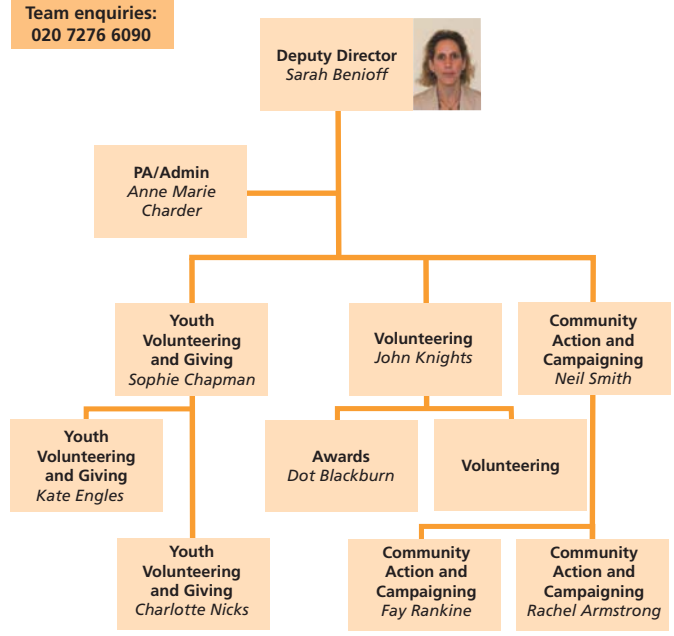 Team enquiries:
020 7276 6090
Deputy Director
Sarah Benioff
PA/Admin
Anne Marie
Charder
Youth
Volunteering
and Giving
Sophie Chapman
Volunteering
John Knights
Community
Action and
Campaigning
Neil Smith
Youth
Volunteering
and Giving
Kate Engles
Awards
Dot Blackburn
Volunteering
Youth
Volunteering
and Giving
Charlotte Nicks
Community
Action and
Campaigning
Fay Rankine
Community
Action and
Campaigning
Rachel Armstrong